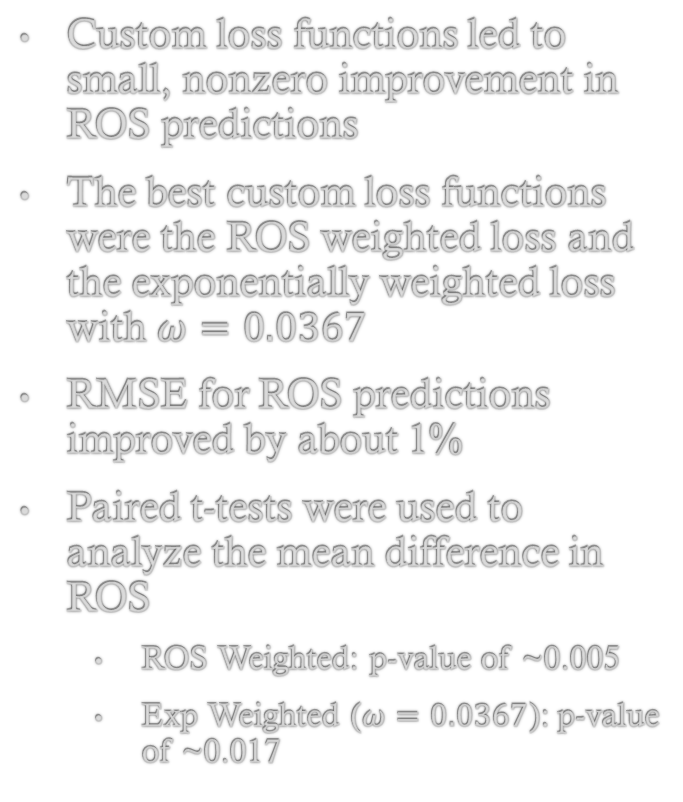 • Custom loss functions led to
small, nonzero improvement in
ROS predictions
• The best custom loss functions
were the ROS weighted loss and
the exponentially weighted loss
with ω = 0.0367
• RMSE for ROS predictions
improved by about 1%
• Paired t-tests were used to
analyze the mean difference in
ROS
• ROS Weighted: p-value of ~0.005
• Exp Weighted (ω = 0.0367): p-value
of ~0.017